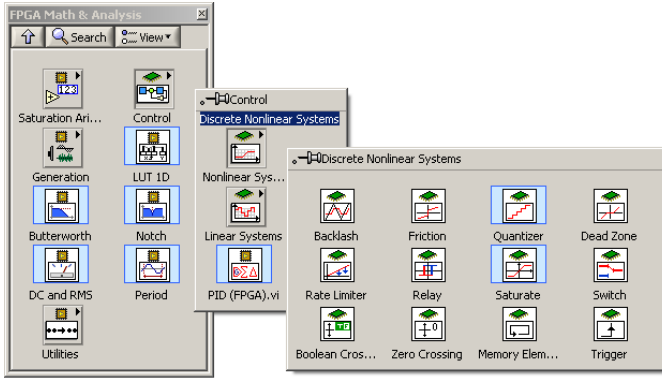 FPGA Math & Analysis
Search View
Saturation Ari... Control
Generation LUT 1D
Butterworth Notch
DC and RMS Period
Utilities
Control
Discrete Nonlinear Systems
Nonlinear Sys...
Linear Systems
PID (FPGA).vi
Discrete Nonlinear Systems
Backlash Friction Quantizer Dead Zone
Rate Limiter Relay Saturate Switch
Boolean Cros... Zero Crossing Memory Elem... Trigger